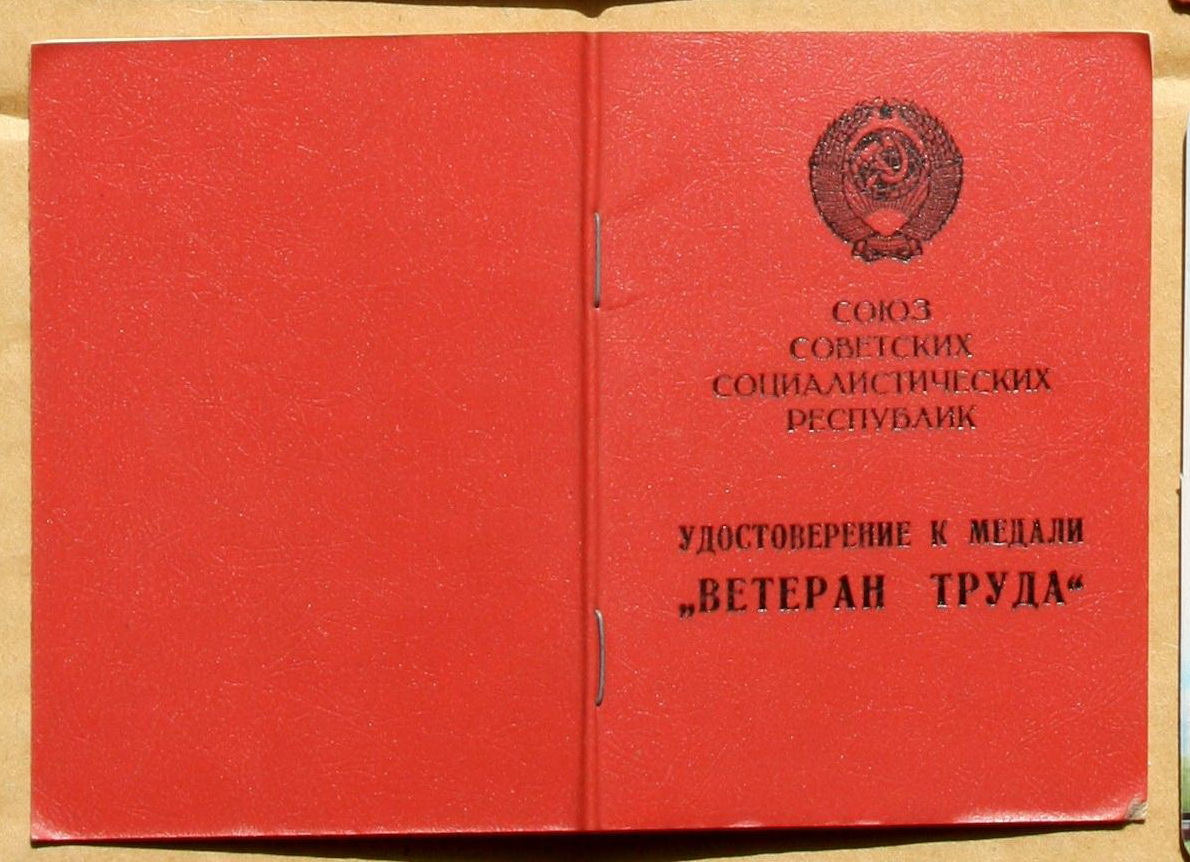 СОЮЗ
СОВЕТСКИХ
СОЦИАЛИСТИЧЕСКИХ
РЕСПУБЛИК
УДОСТОВЕРЕНИЕ К МЕДАЛИ
„ВЕТЕРАН ТРУДА“